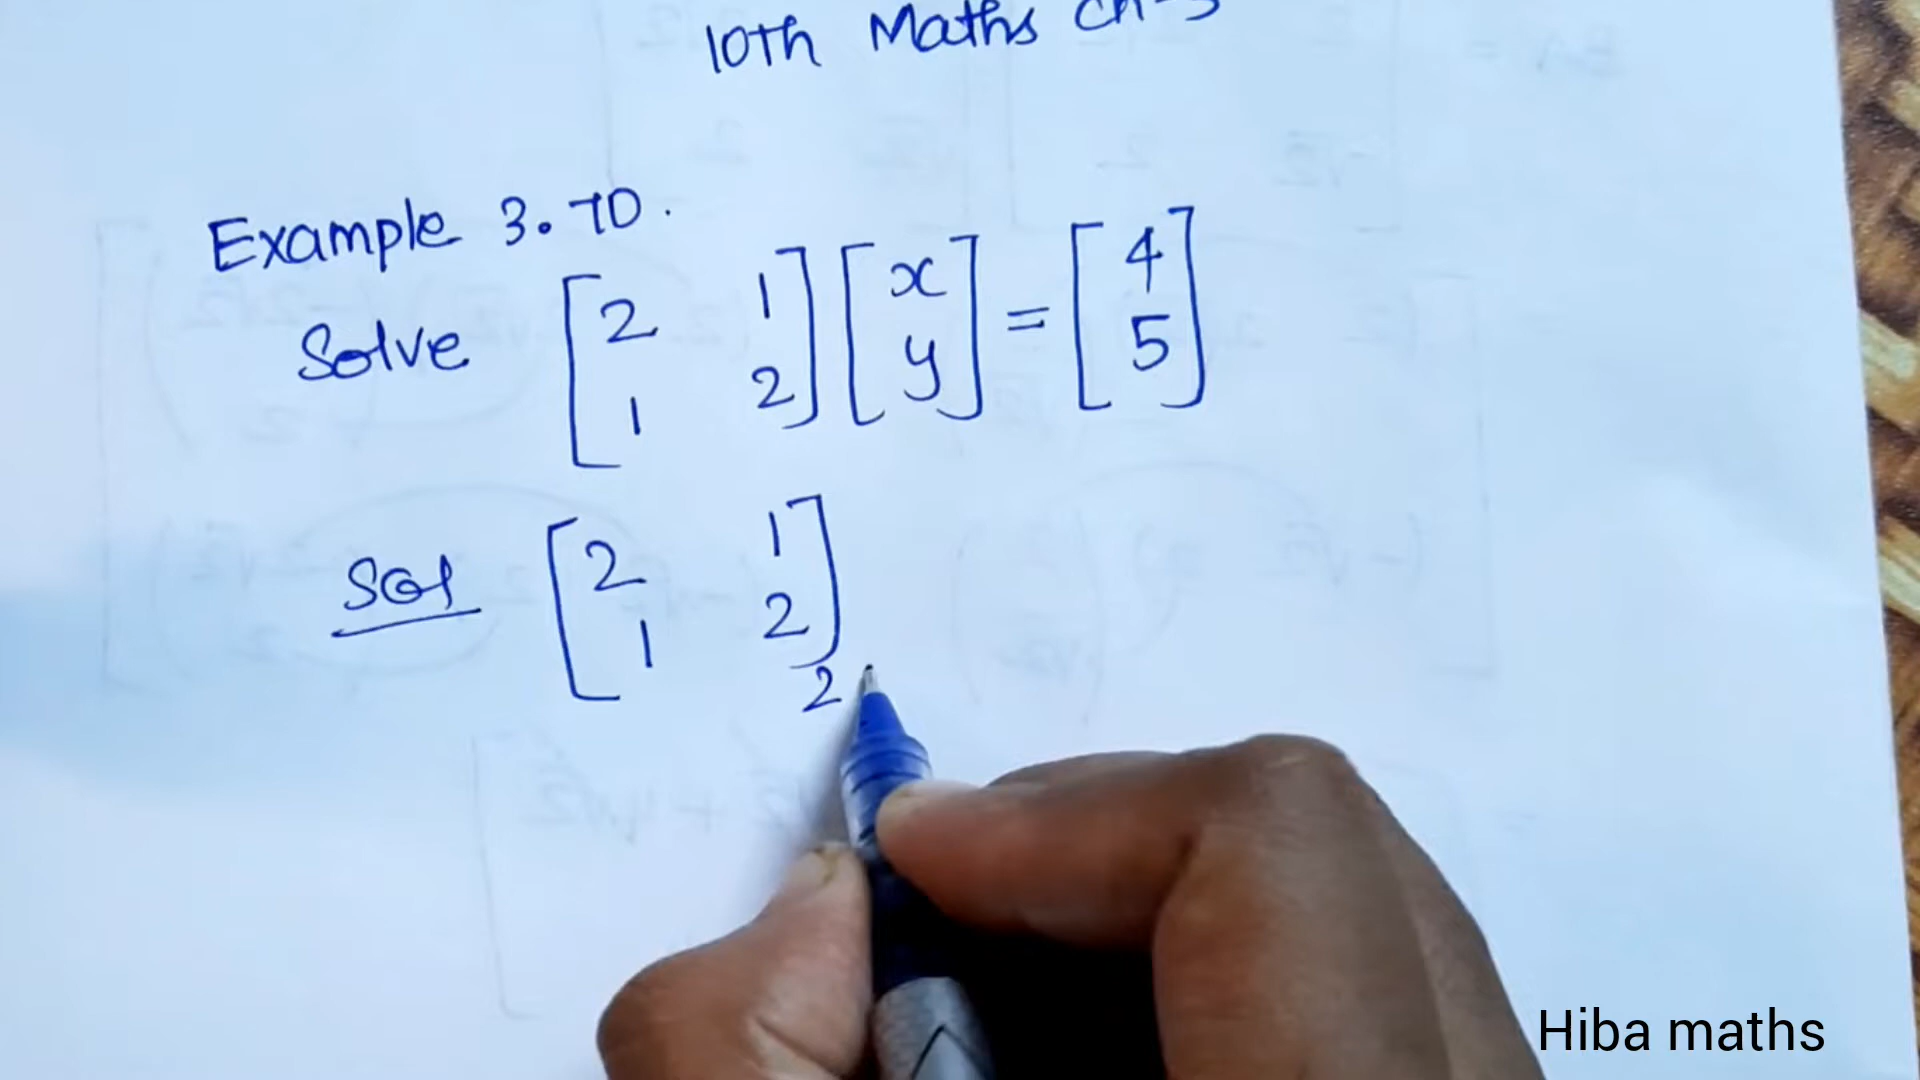 10th Maths Ch-3
Example 3.70.
Solve [2 1 1 2] [x y] = [4 5]
Sol [2 1 1 2] 2
Hiba maths